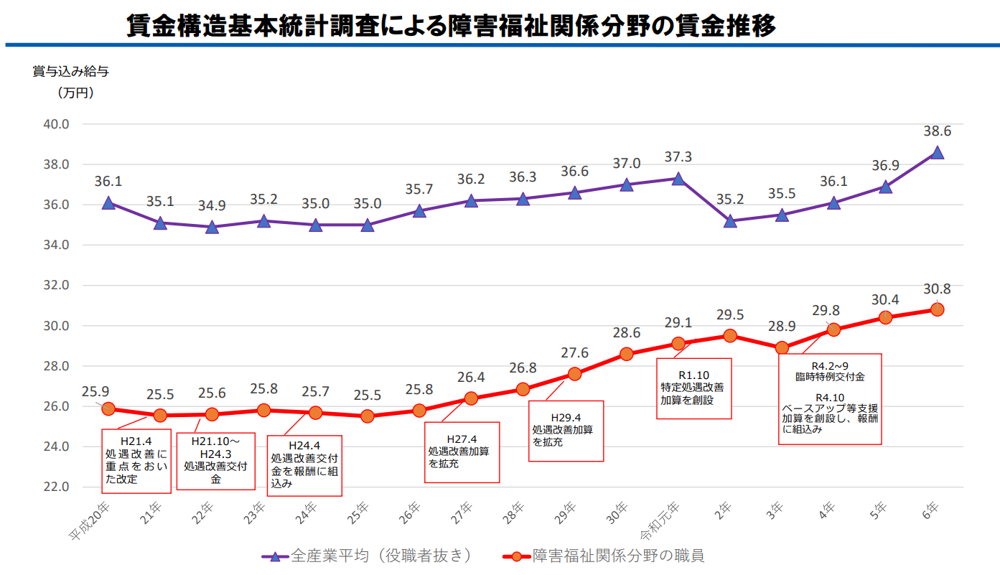 賃金構造基本統計調査による障害福祉関係分野の賃金推移
賞与込み給与
（万円）
40.0
38.0
36.0
34.0
32.0
30.0
28.0
26.0
24.0
22.0
36.1
35.1
34.9
35.2
35.0
35.0
35.7
36.2
36.3
36.6
37.0
37.3
35.2
35.5
36.1
36.9
38.6
25.9
25.5
25.6
25.8
25.7
25.5
25.8
26.4
26.8
27.6
28.6
29.1
29.5
28.9
29.8
30.4
30.8
H21.4
処遇改善に
重点をおい
た改定
H21.10～
H24.3
処遇改善交付
金
H24.4
処遇改善交付
金を報酬に組
込み
H27.4
処遇改善加算
を拡充
H29.4
処遇改善加算
を拡充
R1.10
特定処遇改善
加算を創設
R4.2~9
臨時特例交付金
R4.10
ベースアップ等支援
加算を創設し、報酬
に組込み
平成20年
21年
22年
23年
24年
25年
26年
27年
28年
29年
30年
令和元年
2年
3年
4年
5年
6年
全産業平均（役職者抜き）
障害福祉関係分野の職員